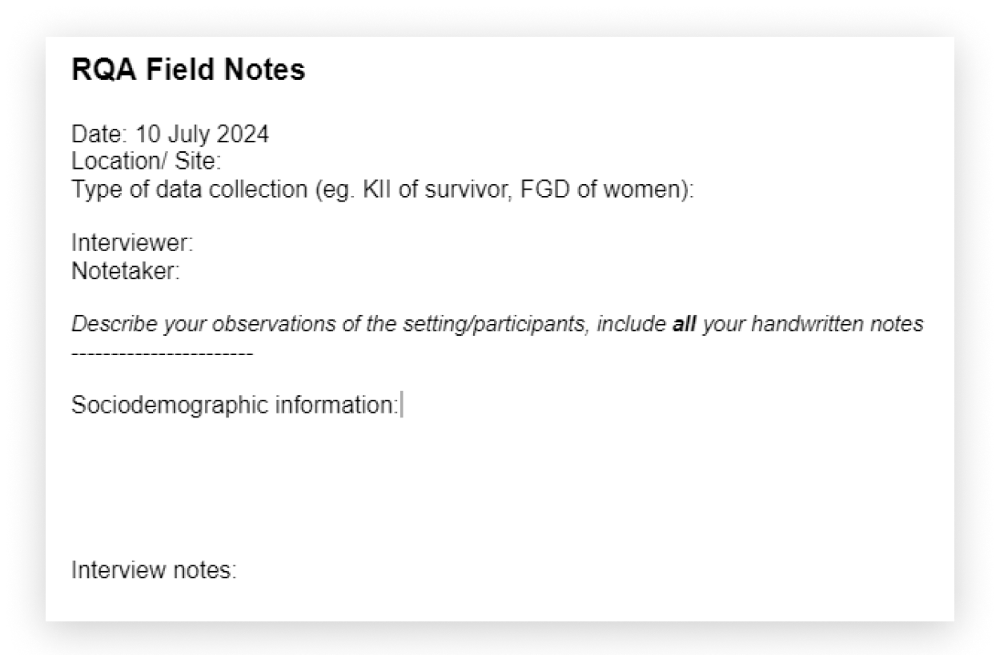 RQA Field Notes
Date: 10 July 2024
Location/ Site:
Type of data collection (eg. KII of survivor, FGD of women):
Interviewer:
Notetaker:
Describe your observations of the setting/participants, include all your handwritten notes
-----------------------
Sociodemographic information:
Interview notes: